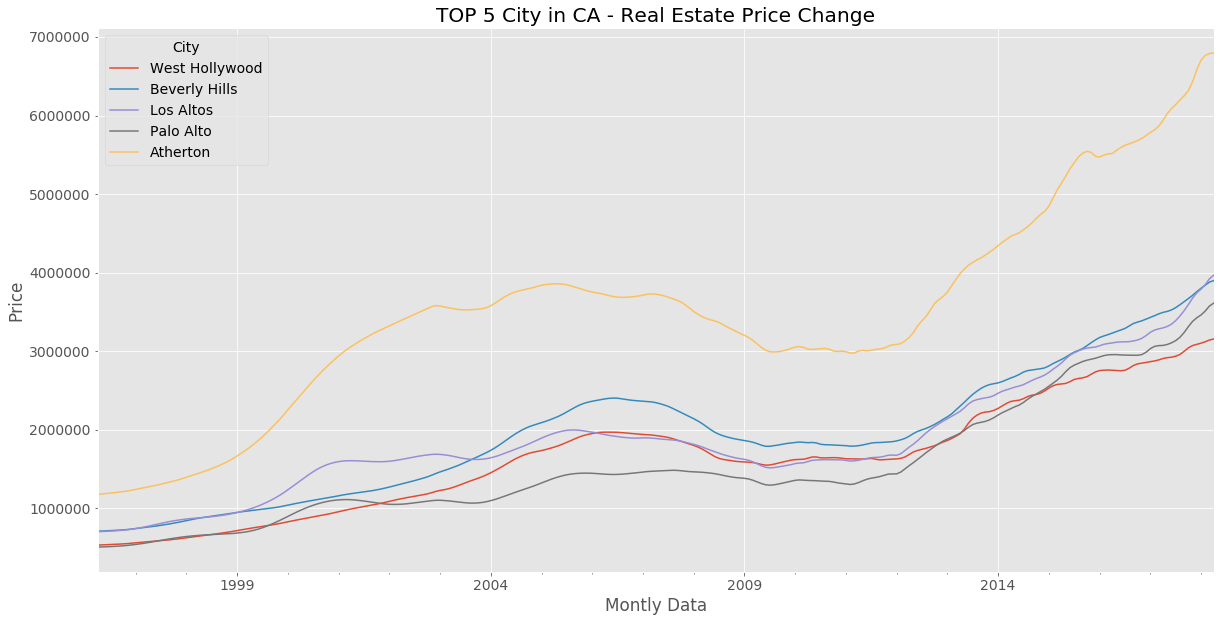 TOP 5 City in CA - Real Estate Price Change
7000000
6000000
5000000
4000000
3000000
2000000
1000000
Price
City
West Hollywood
Beverly Hills
Los Altos
Palo Alto
Atherton
1999
2004
2009
2014
Montly Data